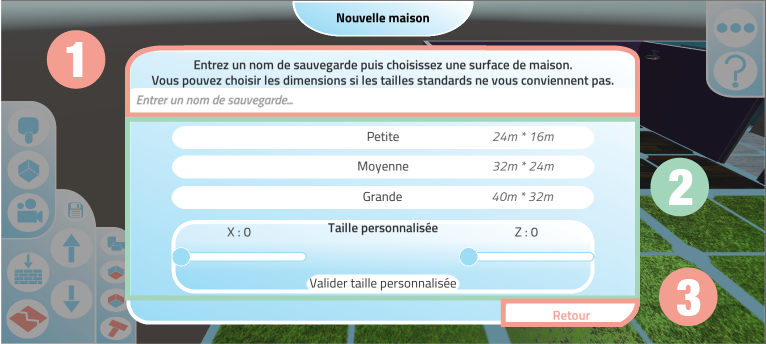 Nouvelle maison
1
Entrez un nom de sauvegarde puis choisissez une surface de maison.
Vous pouvez choisir les dimensions si les tailles standards ne vous conviennent pas.
Entrer un nom de sauvegarde...
Petite 24m * 16m
Moyenne 32m * 24m
2
Grande 40m * 32m
X : 0 Taille personnalisée Z : 0
Valider taille personnalisée
3
Retour
?